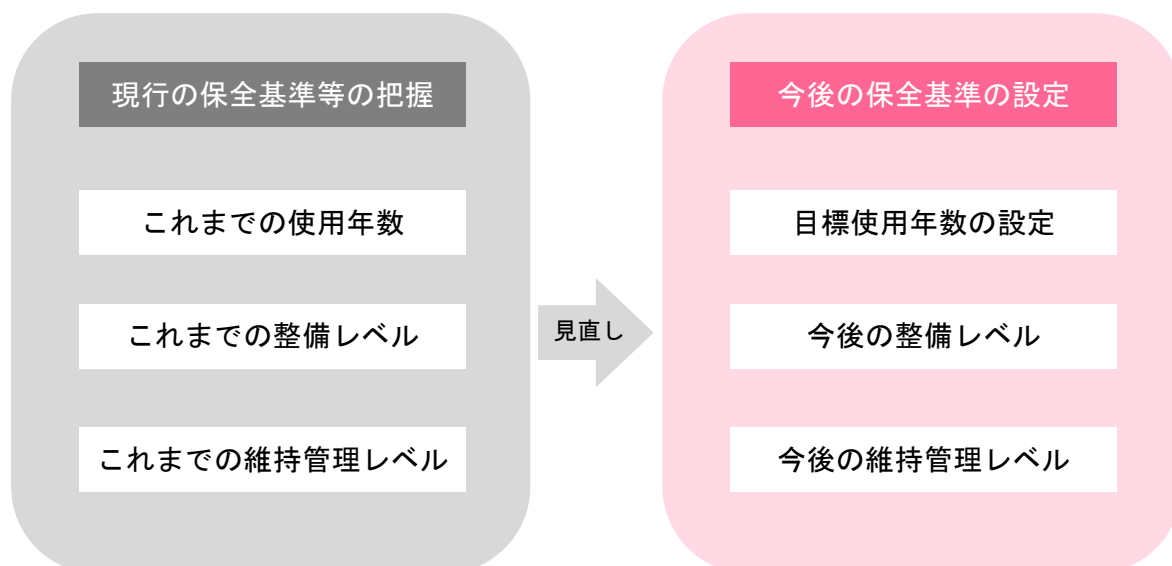 現行の保全基準等の把握
これまでの使用年数
これまでの整備レベル
これまでの維持管理レベル
見直し
今後の保全基準の設定
目標使用年数の設定
今後の整備レベル
今後の維持管理レベル